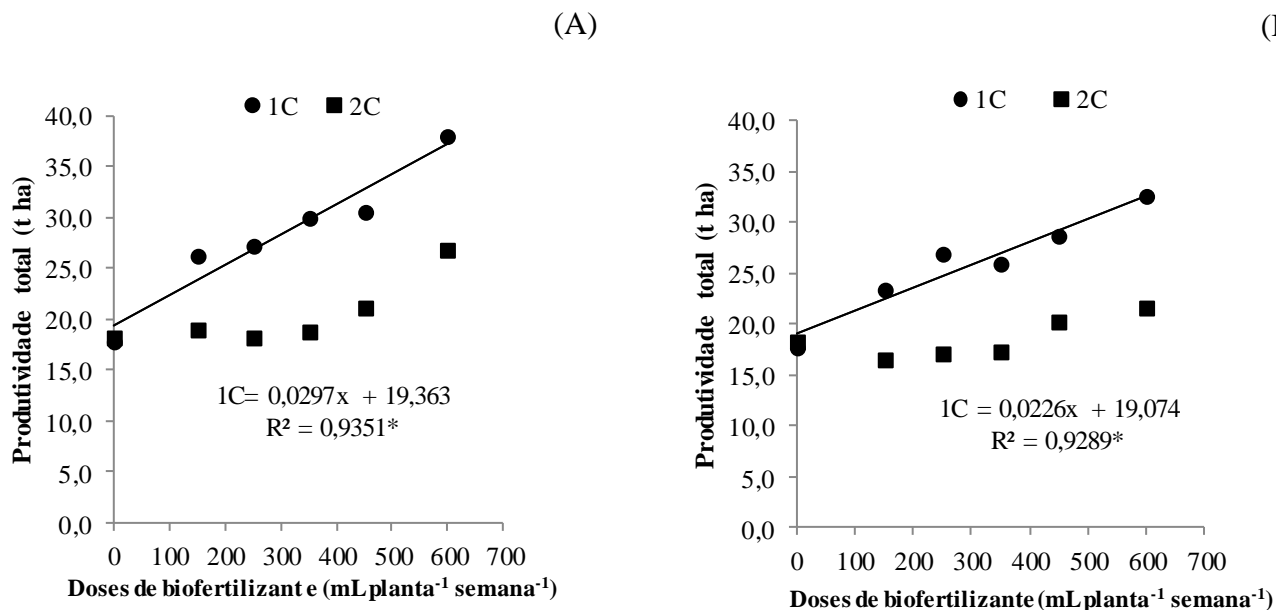 (A)
1C 2C
40,0
35,0
30,0
25,0
20,0
15,0
10,0
5,0
0,0
Produtividade total (t ha)
1C= 0,0297x + 19,363
R² = 0,9351*
0 100 200 300 400 500 600 700
Doses de biofertilizante (mL planta⁻¹ semana⁻¹)
1C 2C
40,0
35,0
30,0
25,0
20,0
15,0
10,0
5,0
0,0
Produtividade total (t ha)
1C = 0,0226x + 19,074
R² = 0,9289*
0 100 200 300 400 500 600 700
Doses de biofertilizante (mL planta⁻¹ semana⁻¹)